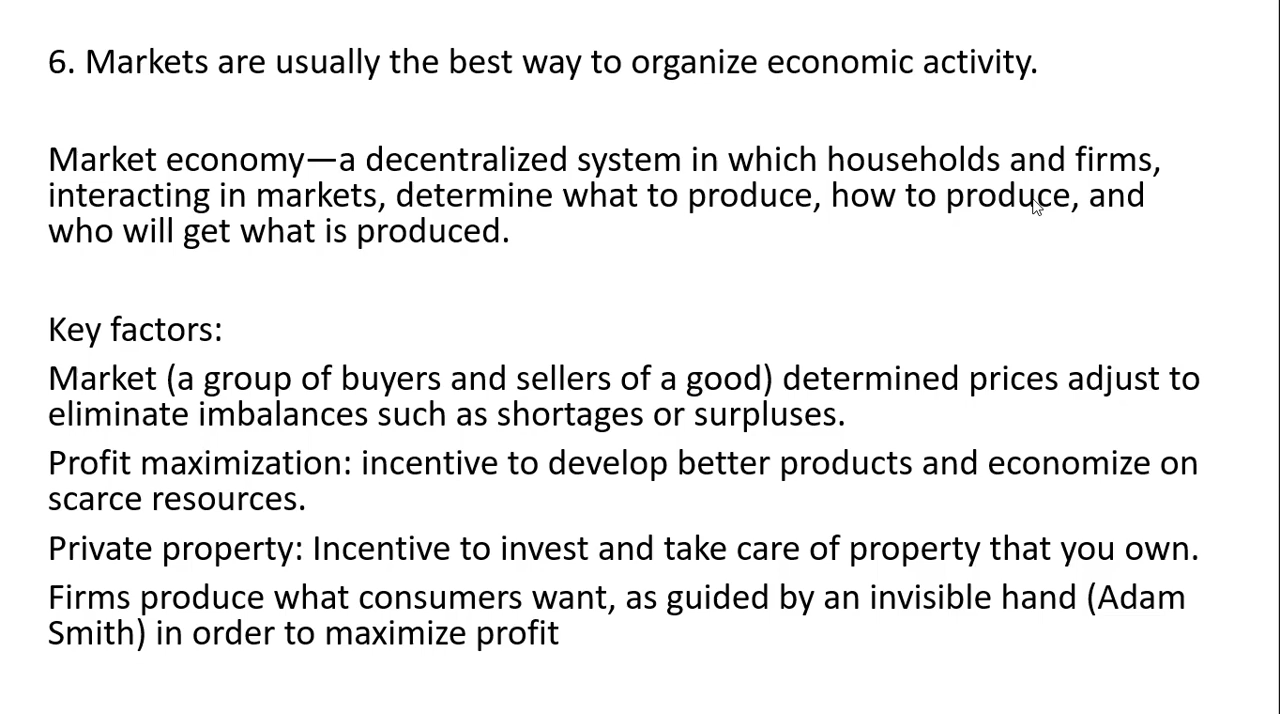 6. Markets are usually the best way to organize economic activity.
Market economy—a decentralized system in which households and firms,
interacting in markets, determine what to produce, how to produce, and
who will get what is produced.
Key factors:
Market (a group of buyers and sellers of a good) determined prices adjust to
eliminate imbalances such as shortages or surpluses.
Profit maximization: incentive to develop better products and economize on
scarce resources.
Private property: Incentive to invest and take care of property that you own.
Firms produce what consumers want, as guided by an invisible hand (Adam
Smith) in order to maximize profit